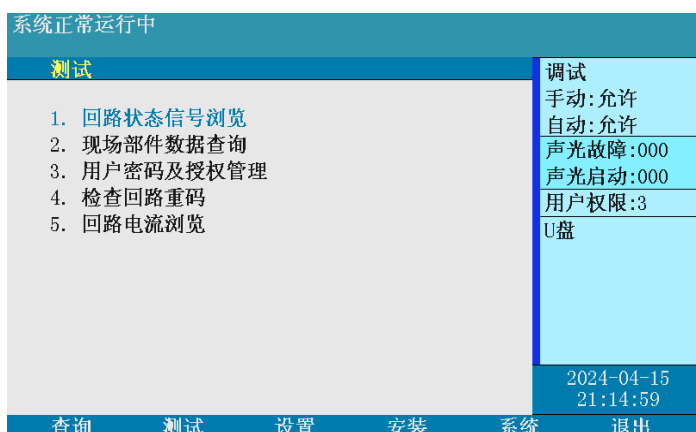 系统正常运行中
测试
1. 回路状态信号浏览
2. 现场部件数据查询
3. 用户密码及授权管理
4. 检查回路重码
5. 回路电流浏览
调试
手动:允许
自动:允许
声光故障:000
声光启动:000
用户权限:3
U盘
2024-04-15
21:14:59
查询 测试 设置 安装 系统 退出